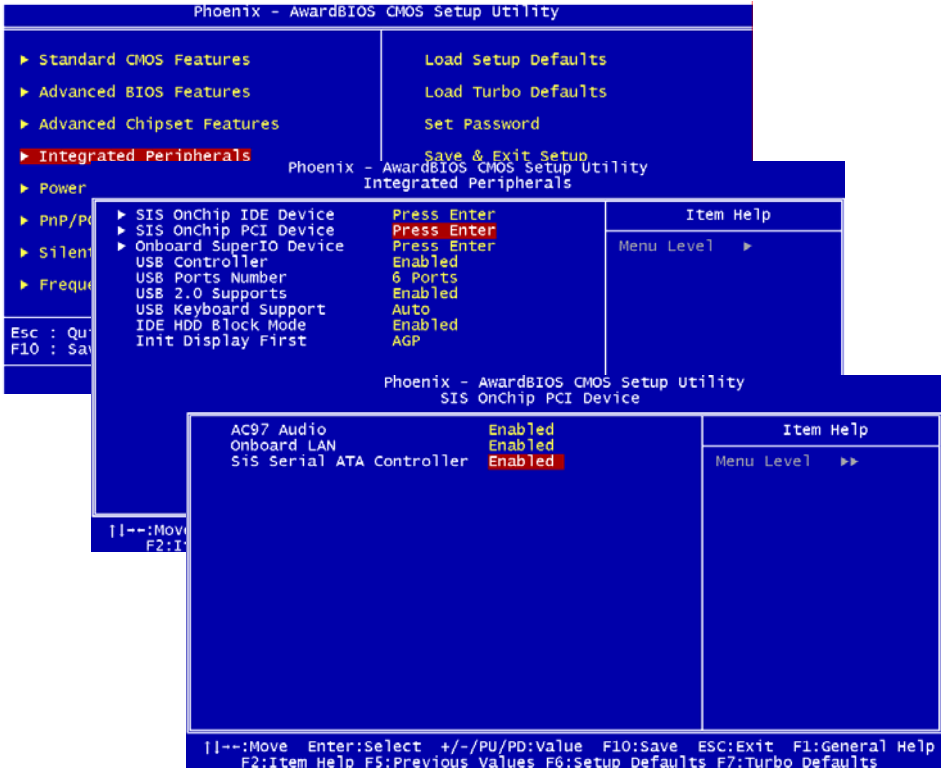 Phoenix - AwardBIOS CMOS Setup Utility
▶ Standard CMOS Features
▶ Advanced BIOS Features
▶ Advanced Chipset Features
▶ Integrated Peripherals
▶ Power
▶ Silent
Load Setup Defaults
Load Turbo Defaults
Set Password
Save & Exit Setup
Esc :
F10 :
Phoenix - AwardBIOS CMOS Setup Utility
Integrated Peripherals
▶ SIS OnChip IDE Device Press Enter
▶ SIS OnChip PCI Device Press Enter
▶ Onboard SuperIO Device Press Enter
USB Controller Enabled
USB Ports Number 6 Ports
USB 2.0 Supports Enabled
USB Keyboard Support Auto
IDE HDD Block Mode Enabled
Init Display First AGP
Item Help
Menu Level ▶
↑↓→←:Move
Phoenix - AwardBIOS CMOS Setup Utility
SIS OnChip PCI Device
AC97 Audio Enabled
Onboard LAN Enabled
SiS Serial ATA Controller Enabled
Item Help
Menu Level ▶▶
↑↓→←:Move Enter:Select +/-/PU/PD:Value F10:Save ESC:Exit F1:General Help
F2:Item Help F5:Previous Values F6:Setup Defaults F7:Turbo Defaults